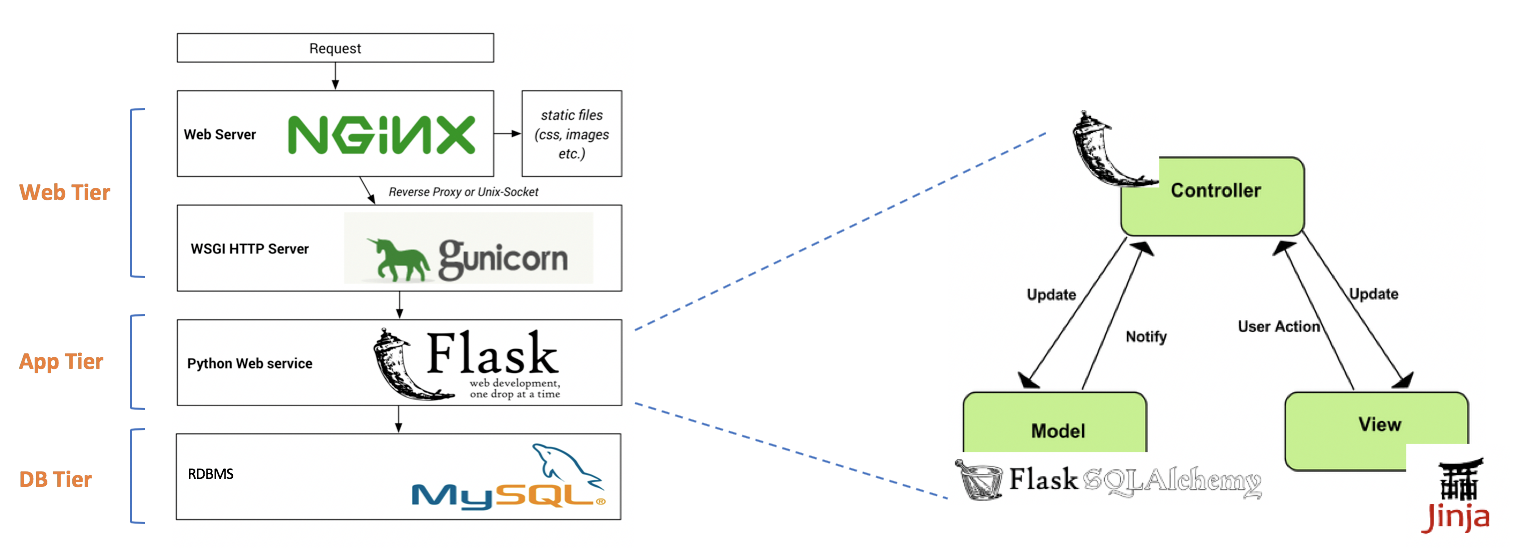 Request
Web Server
NGiNX
static files
(css, images
etc.)
Reverse Proxy or Unix-Socket
Web Tier
WSGI HTTP Server
gunicorn
App Tier
Python Web service
Flask
web development,
one drop at a time
DB Tier
RDBMS
MySQL®
Controller
Update
Notify
User Action
Update
Model
View
Flask SQLAlchemy
Jinja